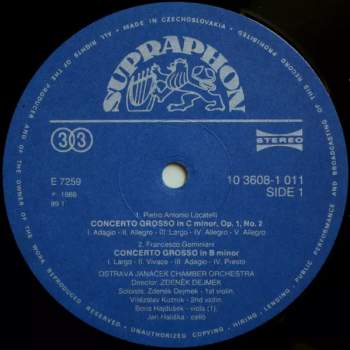 • MADE IN CZECHOSLOVAKIA • ALL RIGHTS OF THE PRODUCER AND OF THE OWNER OF THE WORK REPRODUCED RESERVED • UNAUTHORIZED COPYING • HIRING • LENDING • PUBLIC PERFORMANCE AND BROADCASTING OF THIS RECORD PROHIBITED
SUPRAPHON
33
STEREO
E 7259
10 3608-1 011
SIDE 1
℗ 1986
89 1
1. Pietro Antonio Locatelli
CONCERTO GROSSO in C minor, Op. 1, No. 2
I. Adagio - II. Allegro - III. Largo - IV. Allegro - V. Allegro
2. Francesco Geminiani
CONCERTO GROSSO in B minor
I. Largo - II. Vivace - III. Adagio - IV. Presto
OSTRAVA JANÁČEK CHAMBER ORCHESTRA
Director: ZDENĚK DEJMEK
Soloists: Zdeněk Dejmek - 1st violin,
Vítězslav Kuzník - 2nd violin,
Boris Hajdušek - viola (1),
Jan Hališka - cello